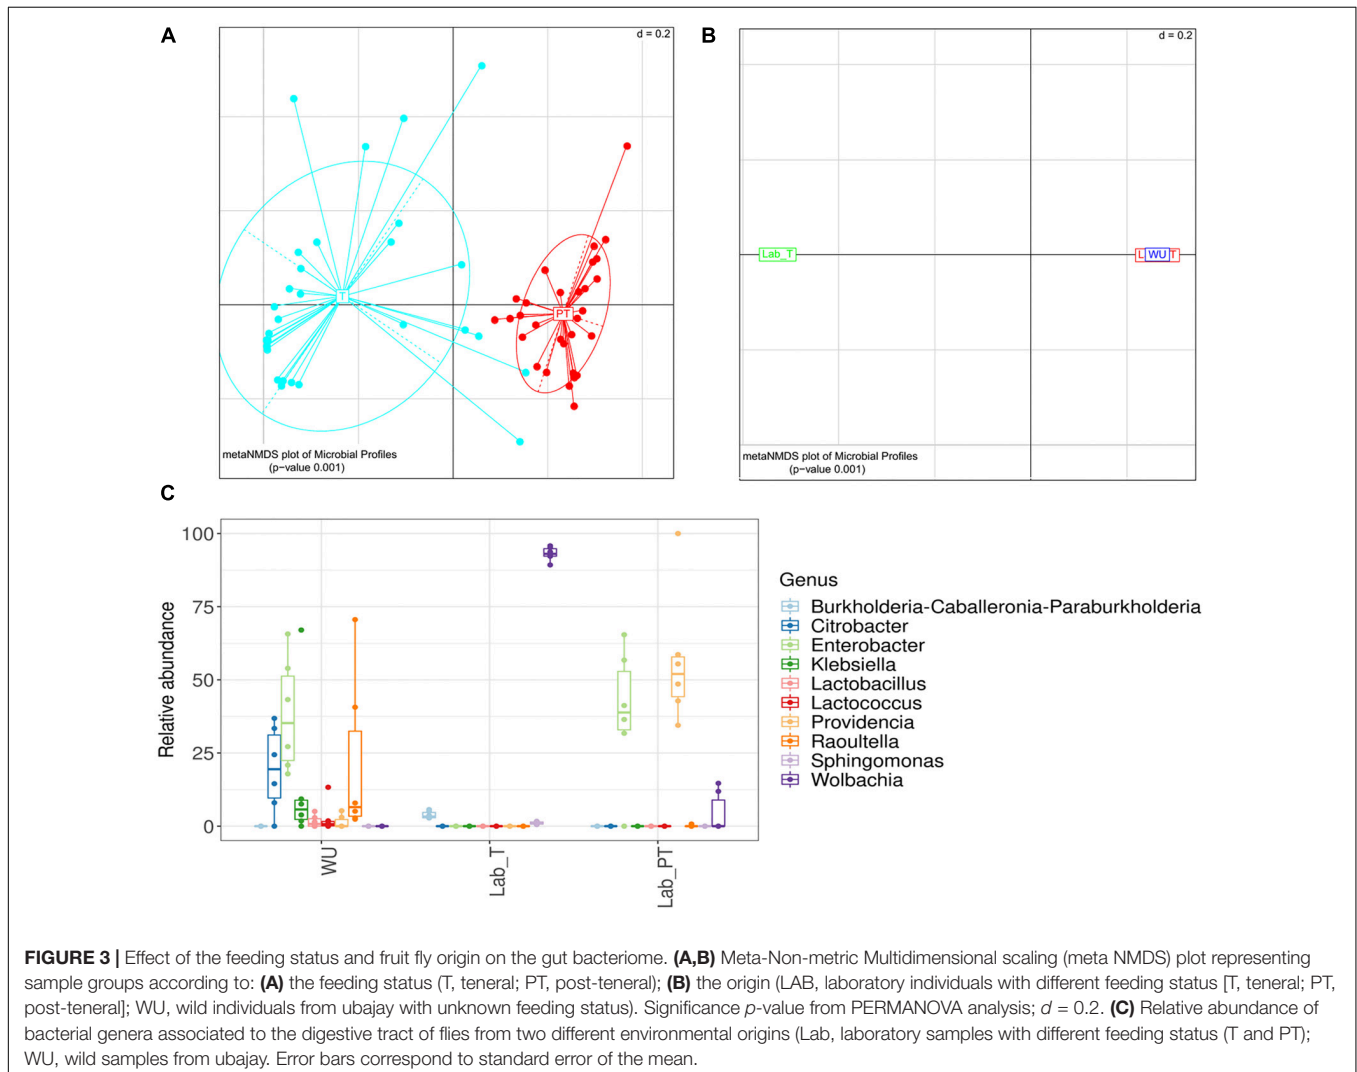 A
d = 0.2
T
PT
metaNMDS plot of Microbial Profiles
(p−value 0.001)
B
d = 0.2
Lab_T
WU
metaNMDS plot of Microbial Profiles
(p−value 0.001)
C
Relative abundance
100
75
50
25
0
WU
Lab_T
Lab_PT
Genus
Burkholderia-Caballeronia-Paraburkholderia
Citrobacter
Enterobacter
Klebsiella
Lactobacillus
Lactococcus
Providencia
Raoultella
Sphingomonas
Wolbachia
FIGURE 3 | Effect of the feeding status and fruit fly origin on the gut bacteriome. (A,B) Meta-Non-metric Multidimensional scaling (meta NMDS) plot representing
sample groups according to: (A) the feeding status (T, teneral; PT, post-teneral); (B) the origin (LAB, laboratory individuals with different feeding status [T, teneral; PT,
post-teneral]; WU, wild individuals from ubajay with unknown feeding status). Significance p-value from PERMANOVA analysis; d = 0.2. (C) Relative abundance of
bacterial genera associated to the digestive tract of flies from two different environmental origins (Lab, laboratory samples with different feeding status (T and PT);
WU, wild samples from ubajay. Error bars correspond to standard error of the mean.